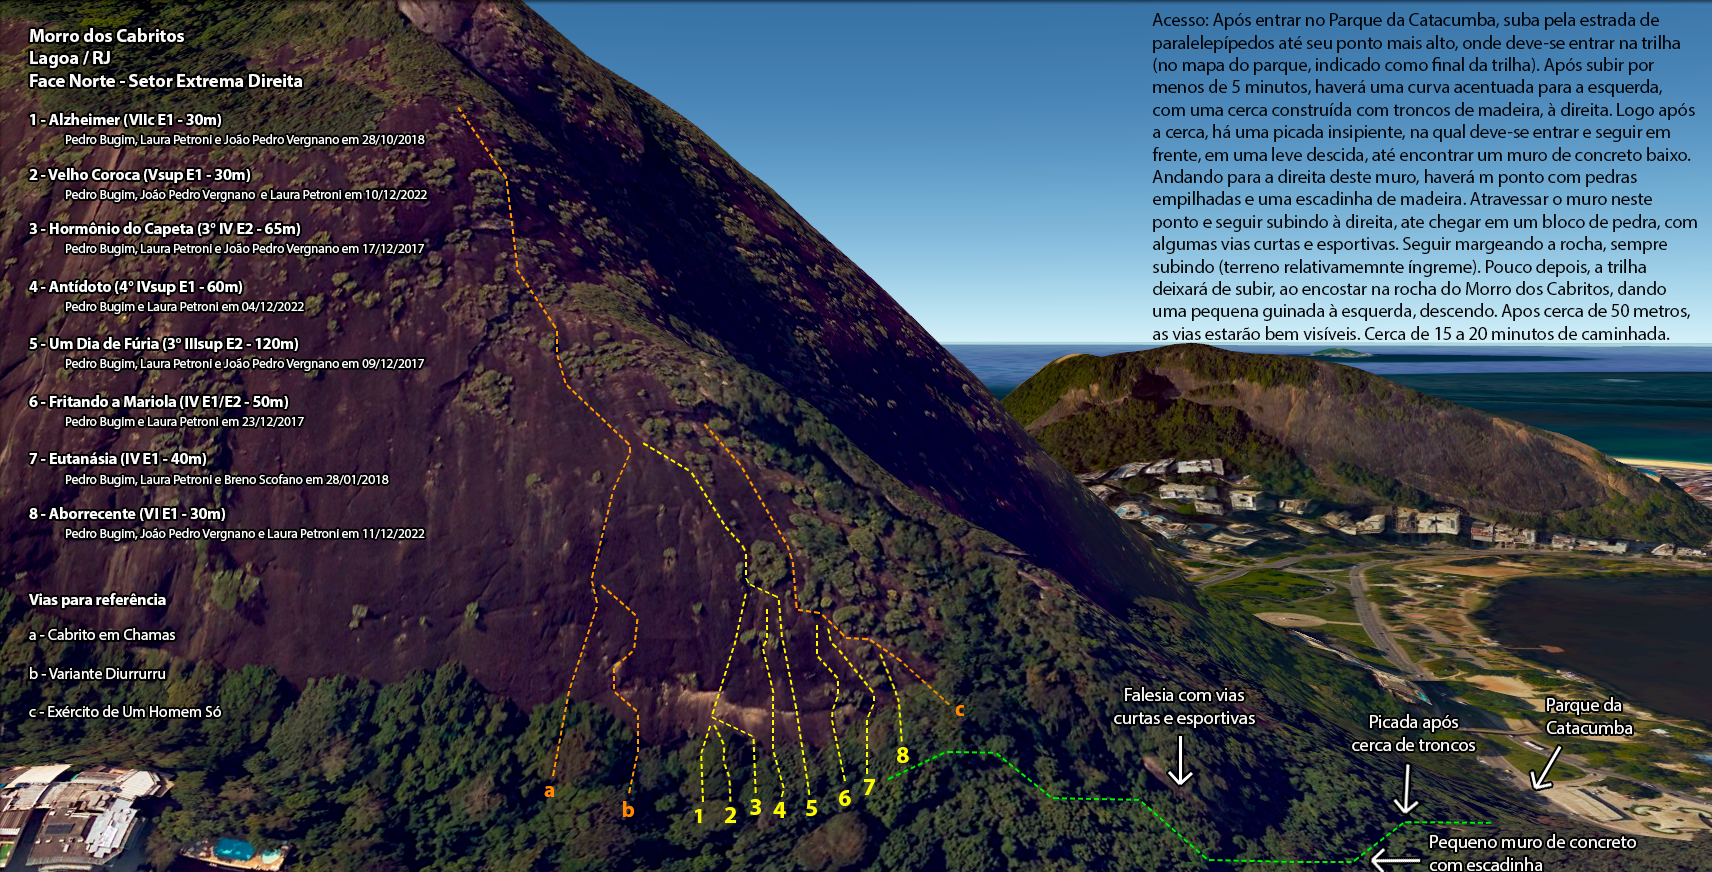 Morro dos Cabritos
Lagoa / RJ
Face Norte - Setor Extrema Direita
1 - Alzheimer (VIIc E1 - 30m)
Pedro Bugim, Laura Petroni e João Pedro Vergnano em 28/10/2018
2 - Velho Coroca (Vsup E1 - 30m)
Pedro Bugim, João Pedro Vergnano e Laura Petroni em 10/12/2022
3 - Hormônio do Capeta (3° IV E2 - 65m)
Pedro Bugim, Laura Petroni e João Pedro Vergnano em 17/12/2017
4 - Antídoto (4° IVsup E1 - 60m)
Pedro Bugim e Laura Petroni em 04/12/2022
5 - Um Dia de Fúria (3° IIIsup E2 - 120m)
Pedro Bugim, Laura Petroni e João Pedro Vergnano em 09/12/2017
6 - Fritando a Mariola (IV E1/E2 - 50m)
Pedro Bugim e Laura Petroni em 23/12/2017
7 - Eutanásia (IV E1 - 40m)
Pedro Bugim, Laura Petroni e Breno Scofano em 28/01/2018
8 - Aborrecente (VI E1 - 30m)
Pedro Bugim, João Pedro Vergnano e Laura Petroni em 11/12/2022
Vias para referência
a - Cabrito em Chamas
b - Variante Diurrurru
c - Exército de Um Homem Só
Acesso: Após entrar no Parque da Catacumba, suba pela estrada de
paralelepípedos até seu ponto mais alto, onde deve-se entrar na trilha
(no mapa do parque, indicado como final da trilha). Após subir por
menos de 5 minutos, haverá uma curva acentuada para a esquerda,
com uma cerca construída com troncos de madeira, à direita. Logo após
a cerca, há uma picada insipiente, na qual deve-se entrar e seguir em
frente, em uma leve descida, até encontrar um muro de concreto baixo.
Andando para a direita deste muro, haverá m ponto com pedras
empilhadas e uma escadinha de madeira. Atravessar o muro neste
ponto e seguir subindo à direita, ate chegar em um bloco de pedra, com
algumas vias curtas e esportivas. Seguir margeando a rocha, sempre
subindo (terreno relativamemnte íngreme). Pouco depois, a trilha
deixará de subir, ao encostar na rocha do Morro dos Cabritos, dando
uma pequena guinada à esquerda, descendo. Apos cerca de 50 metros,
as vias estarão bem visíveis. Cerca de 15 a 20 minutos de caminhada.
a
b
1
2
3
4
5
6
7
8
c
Falesia com vias
curtas e esportivas
Picada após
cerca de troncos
Parque da
Catacumba
Pequeno muro de concreto
com escadinha